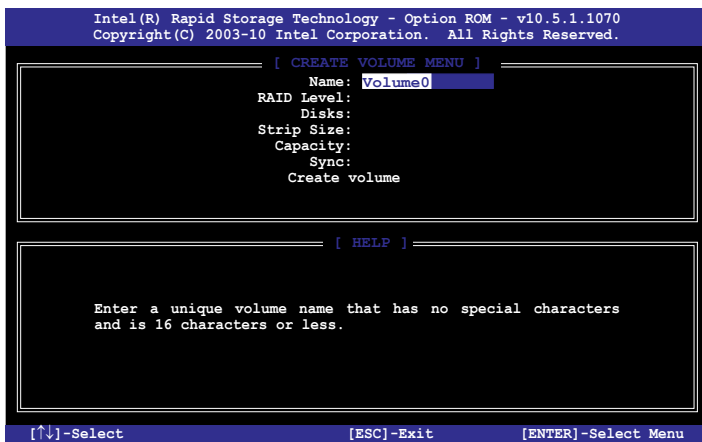 Intel(R) Rapid Storage Technology - Option ROM - v10.5.1.1070
Copyright(C) 2003-10 Intel Corporation. All Rights Reserved.
[ CREATE VOLUME MENU ]
Name: Volume0
RAID Level:
Disks:
Strip Size:
Capacity:
Sync:
Create volume
[ HELP ]
Enter a unique volume name that has no special characters
and is 16 characters or less.
[↑↓]-Select [ESC]-Exit [ENTER]-Select Menu